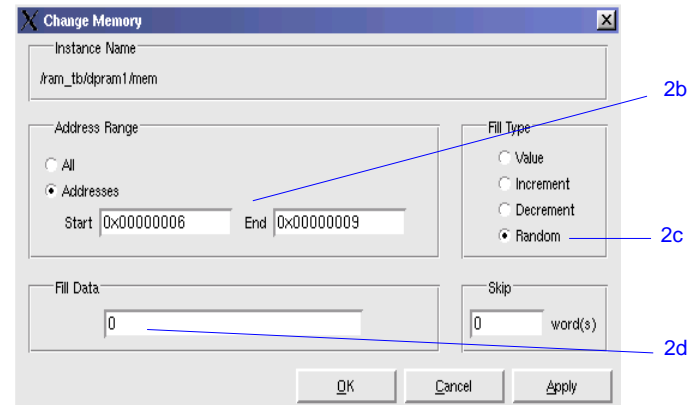 Change Memory
Instance Name
/ram_tb/dpram1/mem
2b
Address Range
Fill Type
All
Value
Addresses
Increment
Start 0x00000006 End 0x00000009
Decrement
Random
2c
Fill Data
Skip
0
0 word(s)
2d
OK Cancel Apply